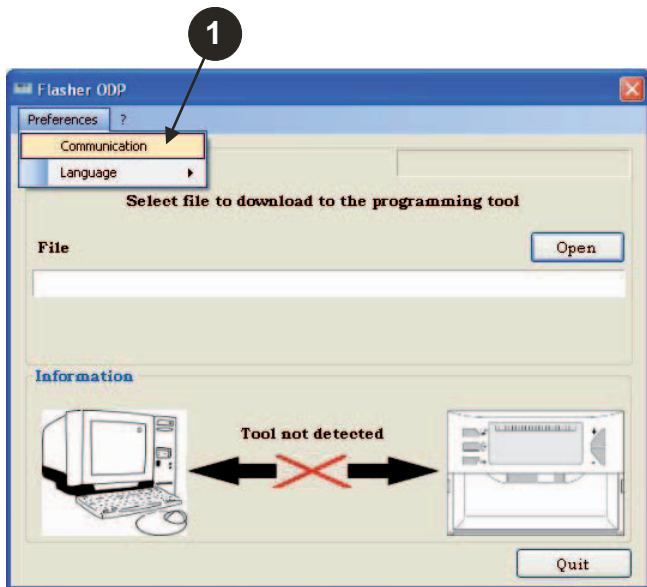 1
Flasher ODP
Preferences ?
Communication
Language
Select file to download to the programming tool
File
Open
Information
Tool not detected
Quit